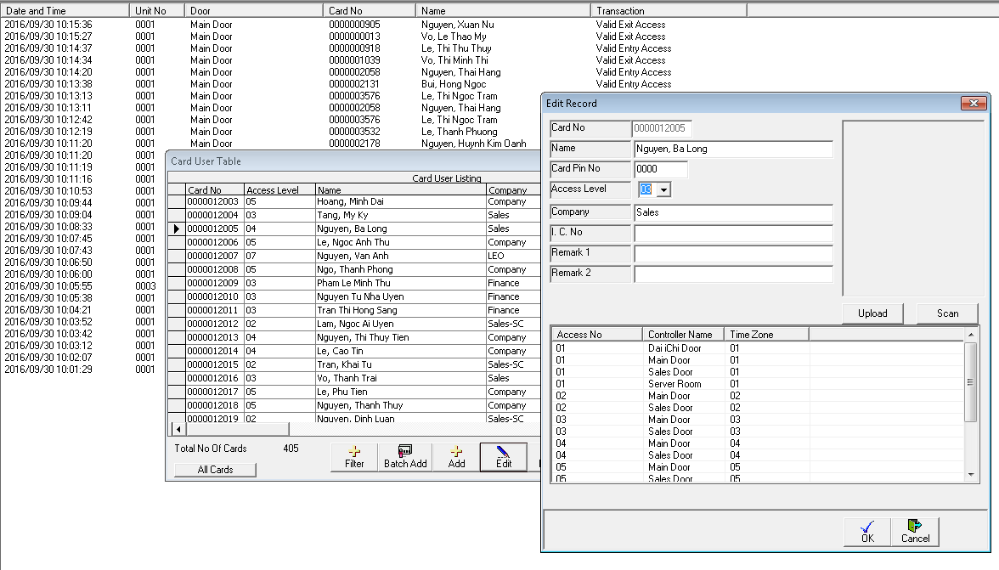 Date and Time Unit No Door Card No Name Transaction
2016/09/30 10:15:36 0001 Main Door 0000000905 Nguyen, Xuan Nu Valid Exit Access
2016/09/30 10:15:27 0001 Main Door 0000000013 Vo, Le Thao My Valid Exit Access
2016/09/30 10:14:37 0001 Main Door 0000000918 Le, Thi Thu Thuy Valid Entry Access
2016/09/30 10:14:34 0001 Main Door 0000001039 Vo, Thi Minh Thi Valid Exit Access
2016/09/30 10:14:20 0001 Main Door 0000002058 Nguyen, Thai Hang Valid Entry Access
2016/09/30 10:13:38 0001 Main Door 0000002131 Bui, Hong Ngoc Valid Entry Access
2016/09/30 10:13:13 0001 Main Door 0000003576 Le, Thi Ngoc Tram
2016/09/30 10:13:11 0001 Main Door 0000002058 Nguyen, Thai Hang
2016/09/30 10:12:42 0001 Main Door 0000003576 Le, Thi Ngoc Tram
2016/09/30 10:12:19 0001 Main Door 0000003532 Le, Thanh Phuong
2016/09/30 10:11:20 0001 Main Door 0000002178 Nguyen, Huynh Kim Oanh
2016/09/30 10:11:20 0001
2016/09/30 10:11:19 0001
2016/09/30 10:11:16 0001
2016/09/30 10:10:53 0001
2016/09/30 10:09:44 0001
2016/09/30 10:09:04 0001
2016/09/30 10:08:33 0001
2016/09/30 10:07:45 0001
2016/09/30 10:07:43 0001
2016/09/30 10:06:50 0001
2016/09/30 10:06:00 0001
2016/09/30 10:05:55 0003
2016/09/30 10:05:38 0001
2016/09/30 10:04:21 0001
2016/09/30 10:03:52 0001
2016/09/30 10:03:42 0001
2016/09/30 10:03:12 0001
2016/09/30 10:02:07 0001
2016/09/30 10:01:29 0001
Card User Table
Card User Listing
Card No Access Level Name Company
0000012003 05 Hoang, Minh Dai Company
0000012004 03 Tang, My Ky Sales
0000012005 04 Nguyen, Ba Long Sales
0000012006 05 Le, Ngoc Anh Thu Company
0000012007 07 Nguyen, Van Anh LEO
0000012008 05 Ngo, Thanh Phong Company
0000012009 03 Pham Le Minh Thu Finance
0000012010 03 Nguyen Tu Nha Uyen Finance
0000012011 03 Tran Thi Hong Sang Finance
0000012012 02 Lam, Ngoc Ai Uyen Sales-SC
0000012013 04 Nguyen, Thi Thuy Tien Company
0000012014 04 Le, Cao Tin Company
0000012015 02 Tran, Khai Tu Sales-SC
0000012016 03 Vo, Thanh Trai Sales
0000012017 05 Le, Phu Tien Company
0000012018 05 Nguyen, Thanh Thuy Company
0000012019 02 Nguyen, Dinh Luan Sales-SC
Total No Of Cards 405
All Cards
Filter Batch Add Add Edit
Edit Record
Card No 0000012005
Name Nguyen, Ba Long
Card Pin No 0000
Access Level 03
Company Sales
I. C. No
Remark 1
Remark 2
Upload Scan
Access No Controller Name Time Zone
01 Dai iChi Door 01
01 Main Door 01
01 Sales Door 01
01 Server Room 01
02 Main Door 02
02 Sales Door 02
03 Main Door 03
03 Sales Door 03
04 Main Door 04
04 Sales Door 04
05 Main Door 05
05 Sales Door 05
OK Cancel